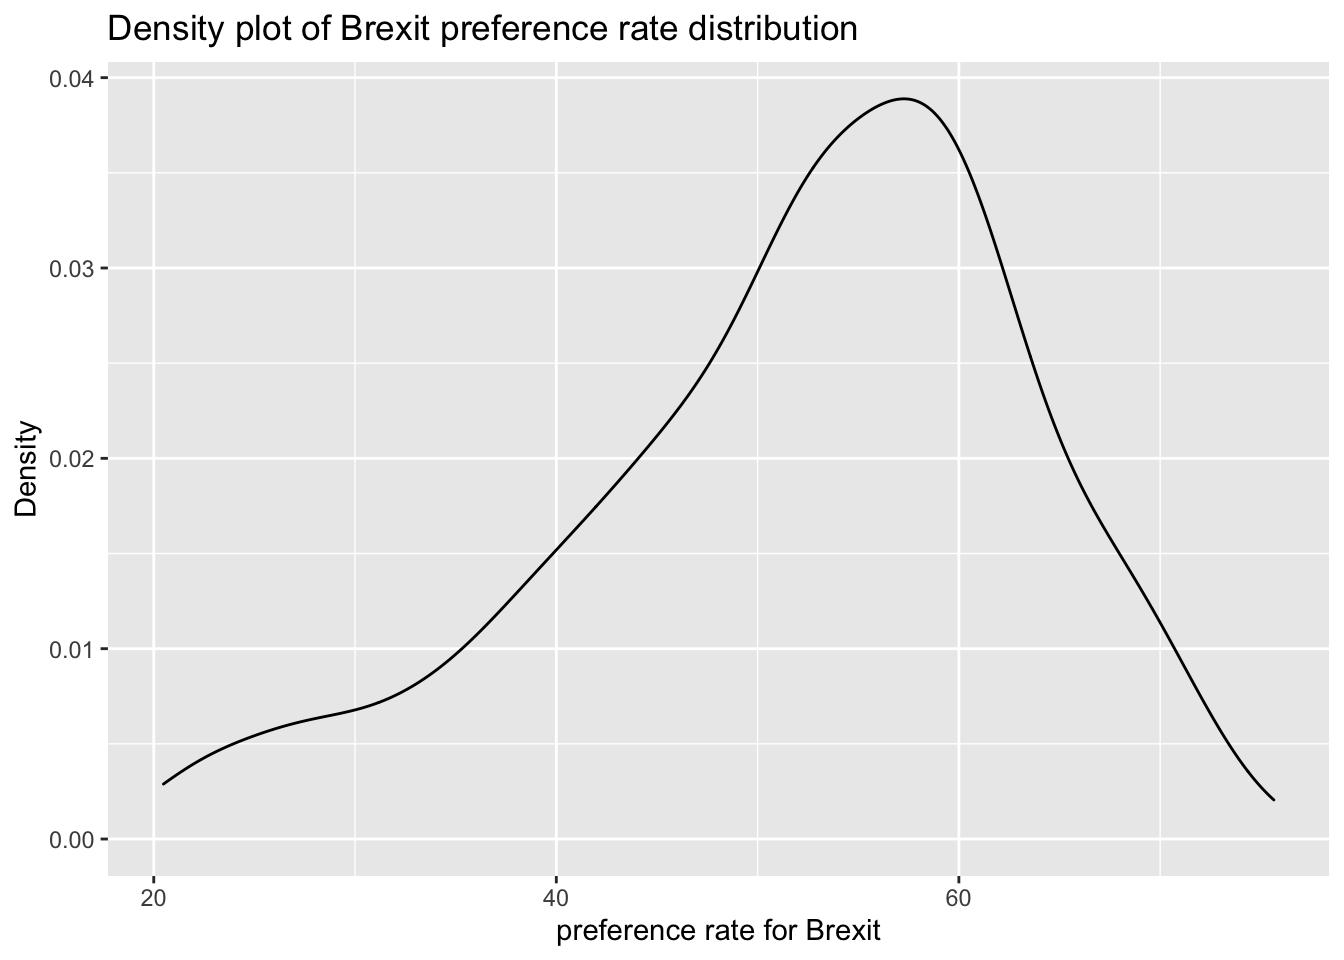 Density plot of Brexit preference rate distribution
0.04
0.03
0.02
0.01
0.00
Density
20 40 60
preference rate for Brexit